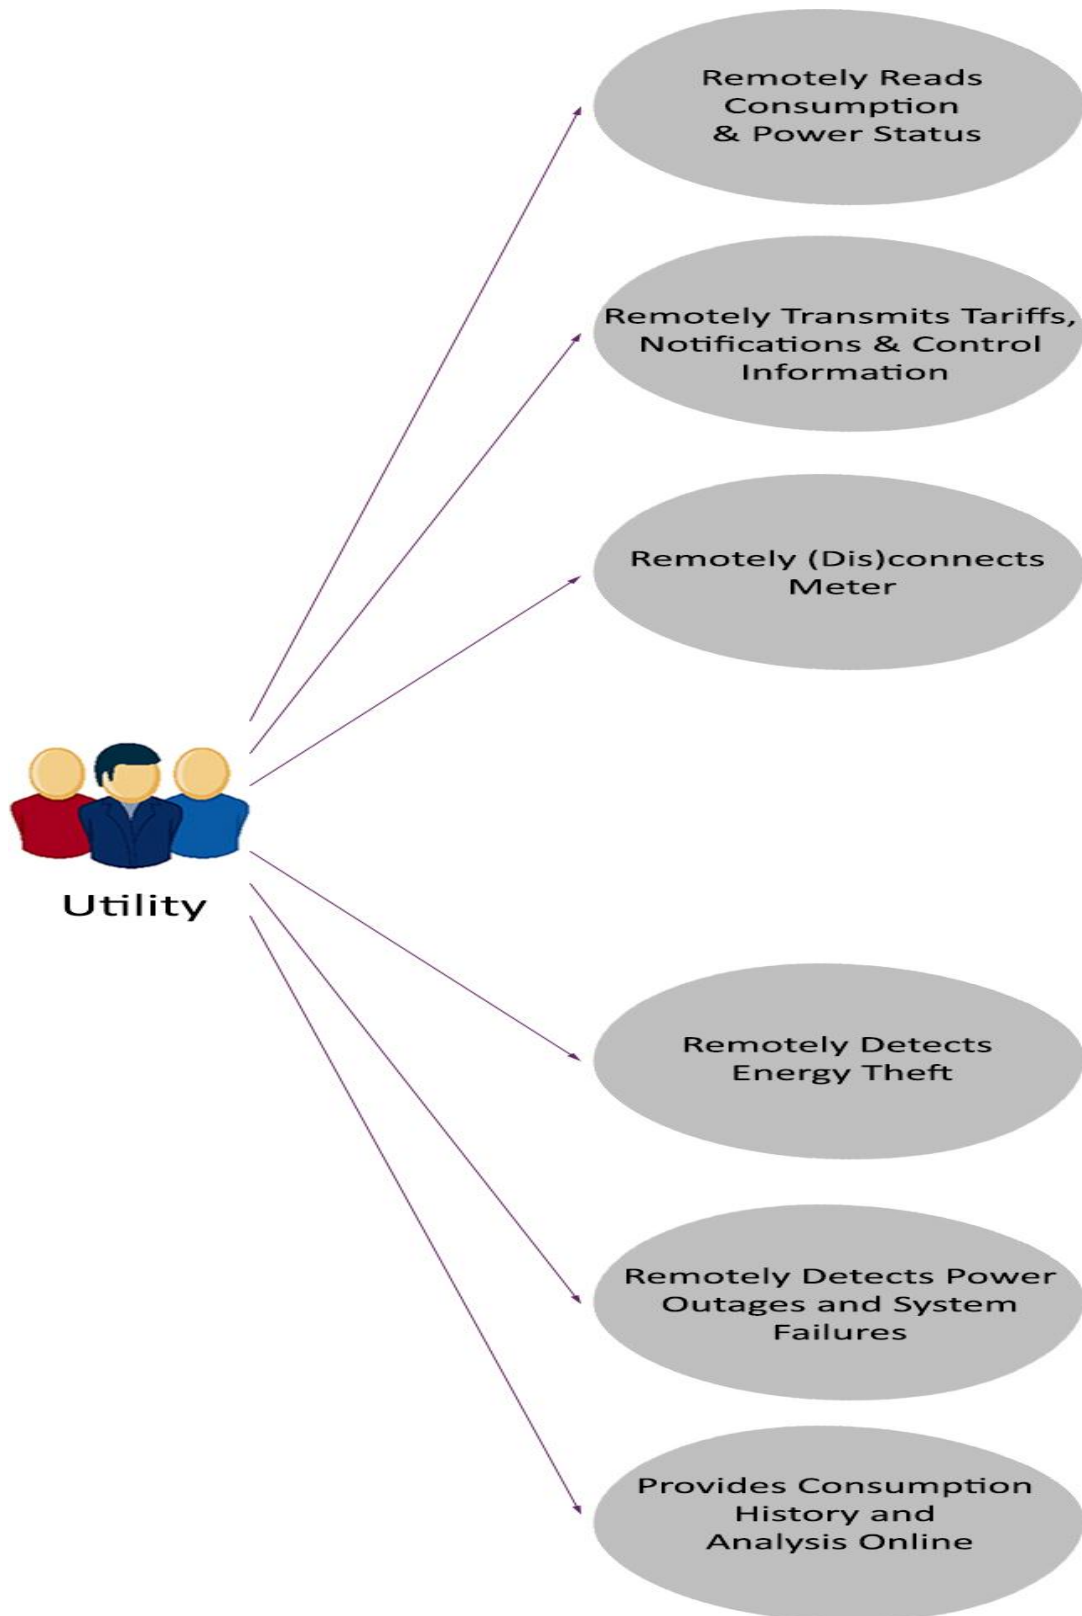 Remotely Reads
Consumption
& Power Status
Remotely Transmits Tariffs,
Notifications & Control
Information
Remotely (Dis)connects
Meter
Utility
Remotely Detects
Energy Theft
Remotely Detects Power
Outages and System
Failures
Provides Consumption
History and
Analysis Online